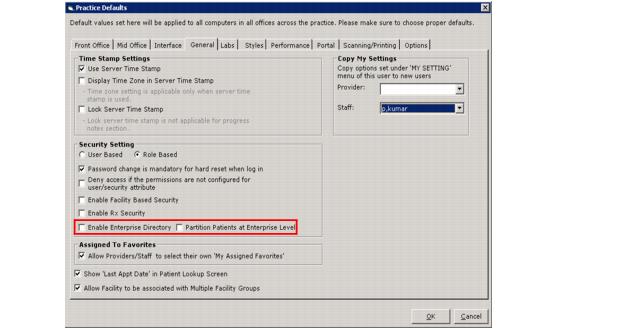 Practice Defaults
Default values set here will be applied to all computers in all offices across the practice. Please make sure to choose proper defaults.
Front Office Mid Office Interface General Labs Styles Performance Portal Scanning/Printing Options
Time Stamp Settings
Use Server Time Stamp
Display Time Zone in Server Time Stamp
- Time zone setting is applicable only when server time
stamp is used.
Lock Server Time Stamp
- Lock server time stamp is not applicable for progress
notes section.
Copy My Settings
Copy options set under 'MY SETTING'
menu of this user to new users
Provider:
Staff: p,kumar
Security Setting
User Based Role Based
Password change is mandatory for hard reset when log in
Deny access if the permissions are not configured for
user/security attribute
Enable Facility Based Security
Enable Rx Security
Enable Enterprise Directory Partition Patients at Enterprise Level
Assigned To Favorites
Allow Providers/Staff to select their own 'My Assigned Favorites'
Show 'Last Appt Date' in Patient Lookup Screen
Allow Facility to be associated with Multiple Facility Groups
OK Cancel